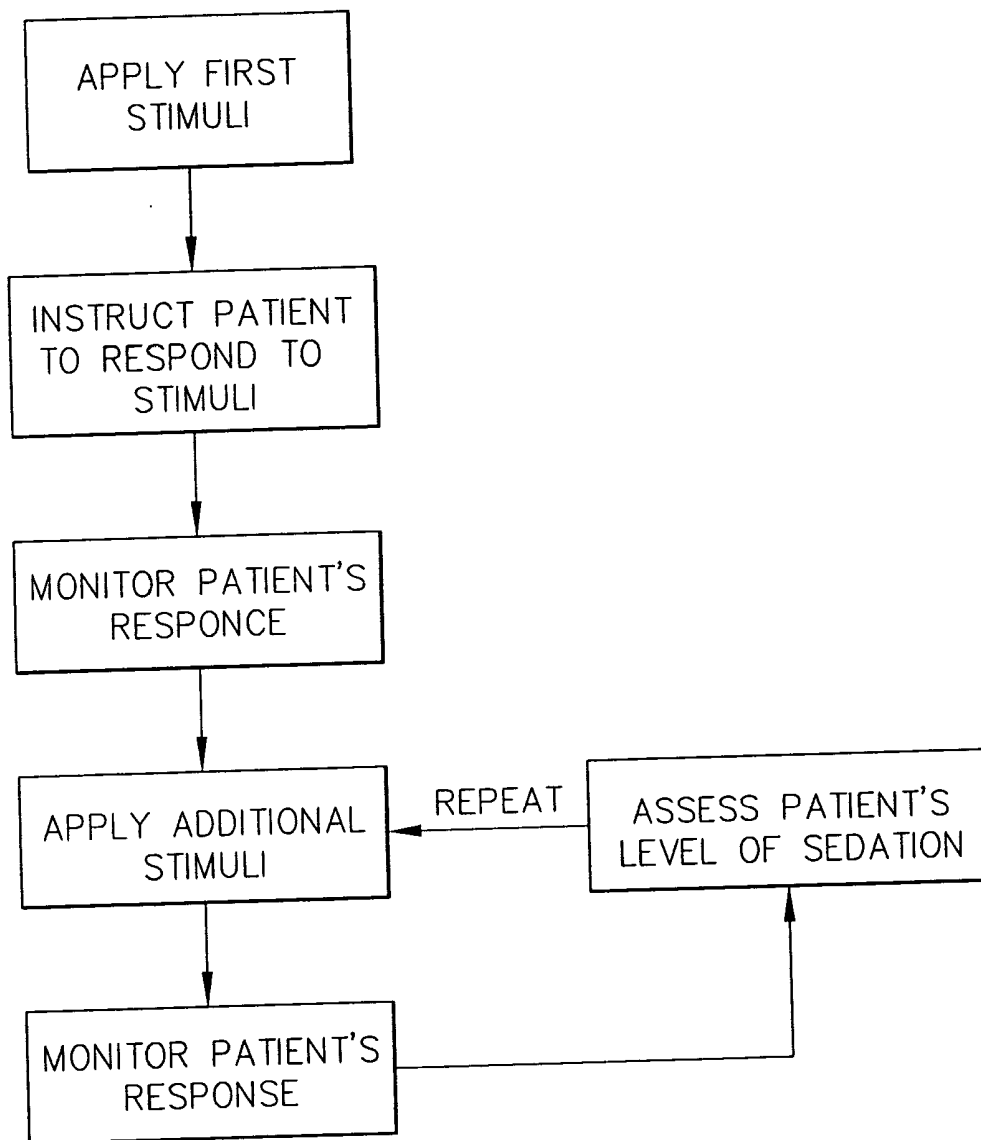 APPLY FIRST
STIMULI
INSTRUCT PATIENT
TO RESPOND TO
STIMULI
MONITOR PATIENT'S
RESPONCE
APPLY ADDITIONAL
STIMULI
REPEAT
ASSESS PATIENT'S
LEVEL OF SEDATION
MONITOR PATIENT'S
RESPONSE